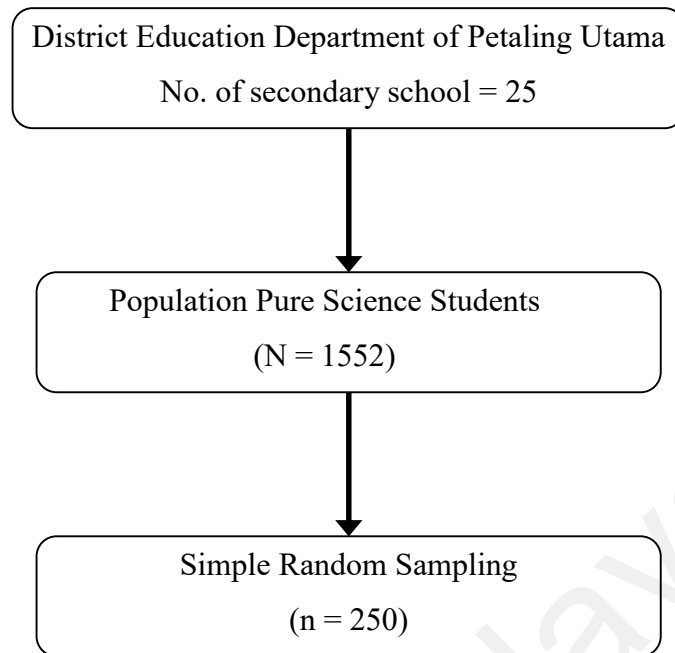 District Education Department of Petaling Utama
No. of secondary school = 25
Population Pure Science Students
(N = 1552)
Simple Random Sampling
(n = 250)